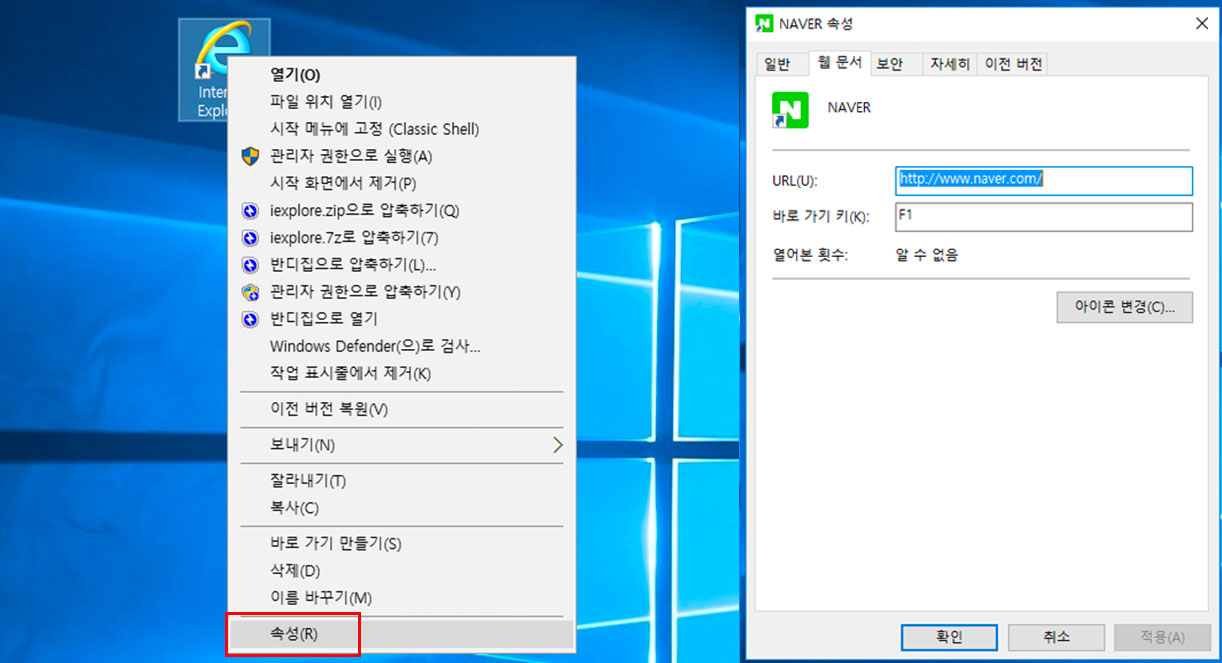 Inter
Explo
열기(O)
파일 위치 열기(I)
시작 메뉴에 고정 (Classic Shell)
관리자 권한으로 실행(A)
시작 화면에서 제거(P)
iexplore.zip으로 압축하기(Q)
iexplore.7z로 압축하기(7)
반디집으로 압축하기(L)...
관리자 권한으로 압축하기(Y)
반디집으로 열기
Windows Defender(으)로 검사...
작업 표시줄에서 제거(K)
이전 버전 복원(V)
보내기(N)
잘라내기(T)
복사(C)
바로 가기 만들기(S)
삭제(D)
이름 바꾸기(M)
속성(R)
NAVER 속성
일반 웹 문서 보안 자세히 이전 버전
NAVER
URL(U): http://www.naver.com/
바로 가기 키(K): F1
열어본 횟수: 알 수 없음
아이콘 변경(C)...
확인 취소 적용(A)